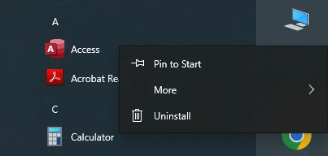 A
Access
Pin to Start
Acrobat Re
More
C
Uninstall
Calculator